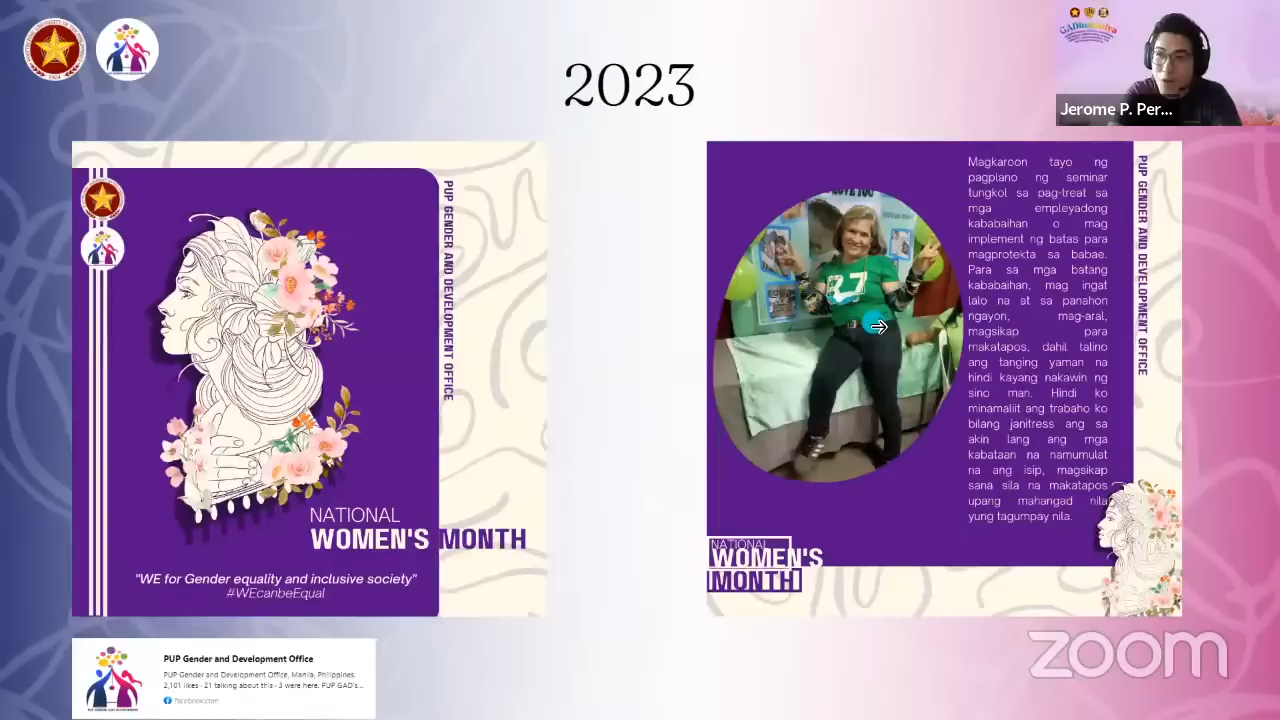 2023
Jerome P. Per...
PUP GENDER AND DEVELOPMENT OFFICE
NATIONAL
WOMEN'S MONTH
"WE for Gender equality and inclusive society"
#WEcanbeEqual
Magkaroon tayo ng
pagplano ng seminar
tungkol sa pag-treat sa
mga empleyadong
kababaihan o mag
implement ng batas para
magprotekta sa babae.
Para sa mga batang
kababaihan, mag ingat
lalo na at sa panahon
ngayon, mag-aral,
magsikap para
makatapos, dahil talino
ang tanging yaman na
hindi kayang nakawin ng
sino man. Hindi ko
minamaliit ang trabaho ko
bilang janitress ang sa
akin lang ang mga
kabataan na namumulat
na ang isip, magsikap
sana sila na makatapos
upang mahangad nila
yung tagumpay nila.
PUP GENDER AND DEVELOPMENT OFFICE
NATIONAL
WOMEN'S
MONTH
PUP Gender and Development Office
PUP Gender and Development Office, Manila, Philippines.
2,101 likes · 21 talking about this · 3 were here. PUP GAD's...
facebook.com
zoom